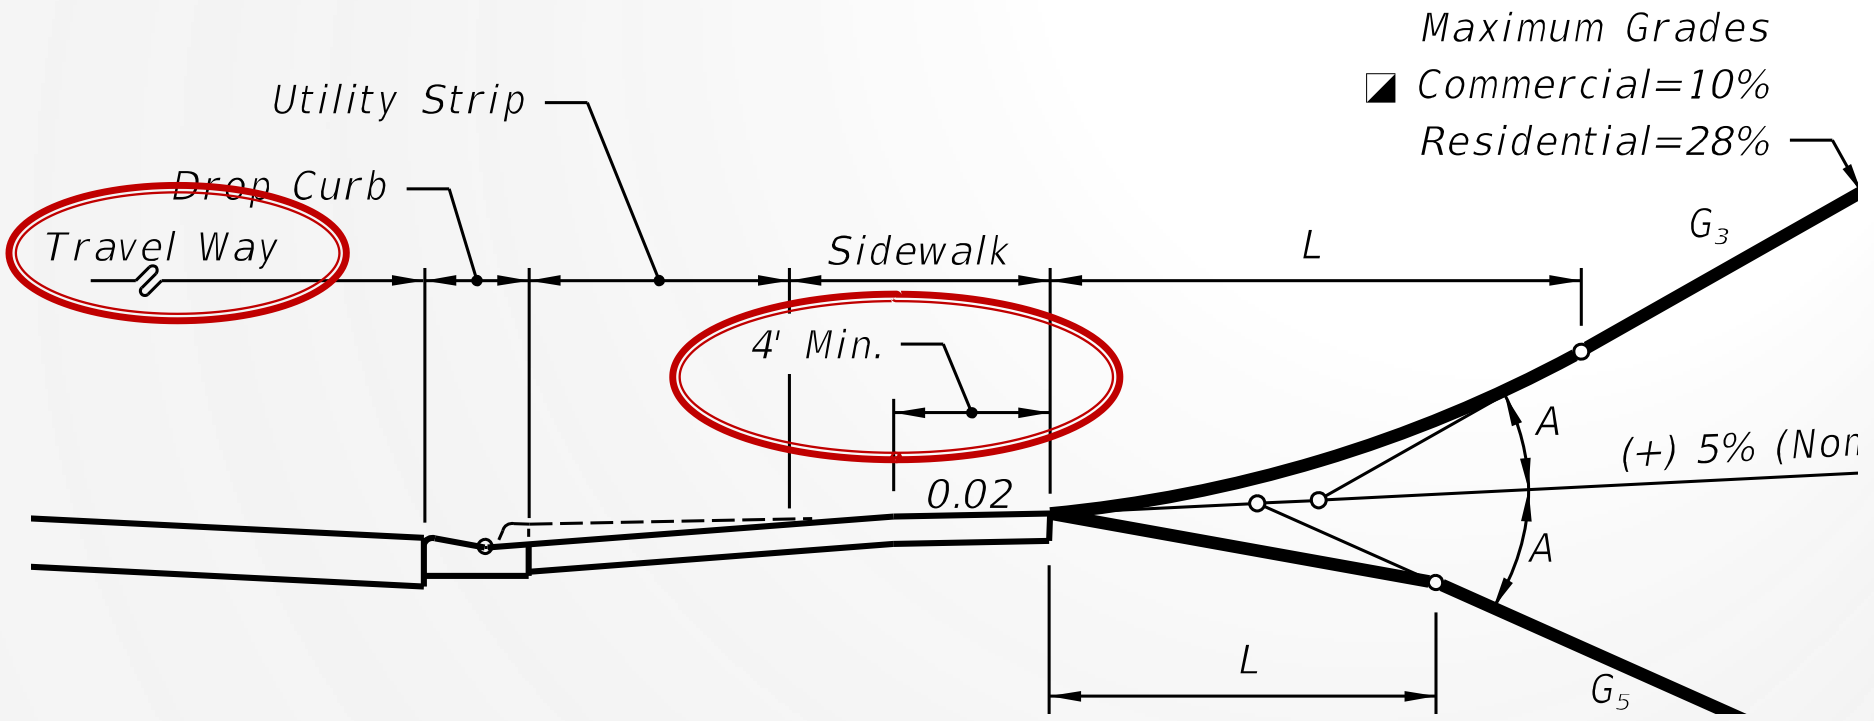 Maximum Grades
Commercial=10%
Residential=28%
Utility Strip
Drop Curb
Travel Way
Sidewalk
L
G3
4' Min.
A
(+) 5% (Non
0.02
A
L
G5